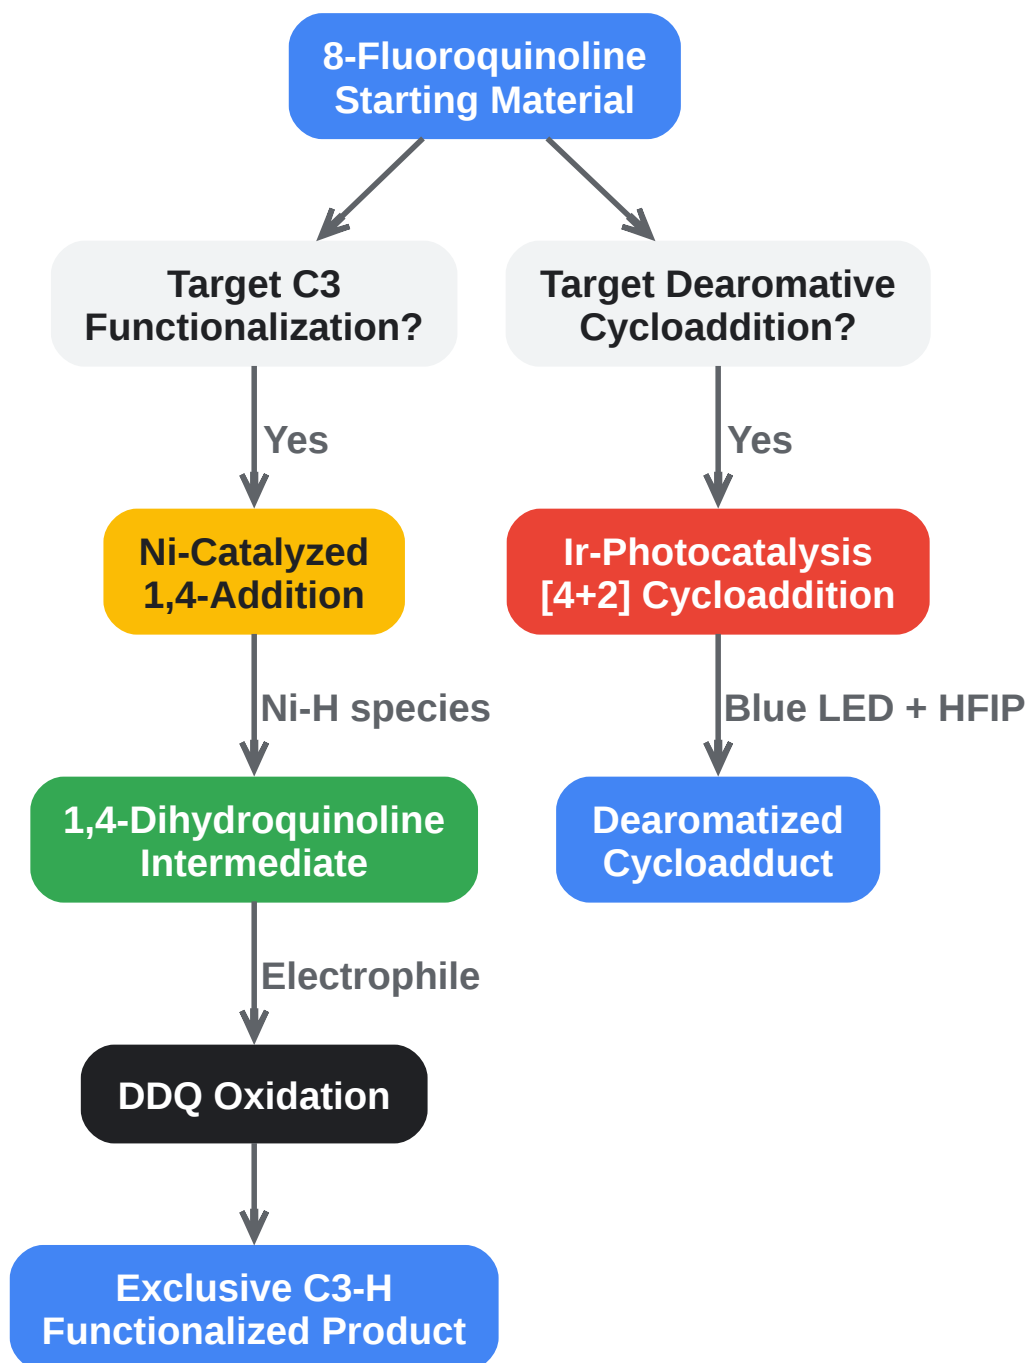 8-Fluoroquinoline
Starting Material
Target C3
Functionalization?
Target Dearomative
Cycloaddition?
Yes
Yes
Ni-Catalyzed
1,4-Addition
Ir-Photocatalysis
[4+2] Cycloaddition
Ni-H species
Blue LED + HFIP
1,4-Dihydroquinoline
Intermediate
Dearomatized
Cycloadduct
Electrophile
DDQ Oxidation
Exclusive C3-H
Functionalized Product